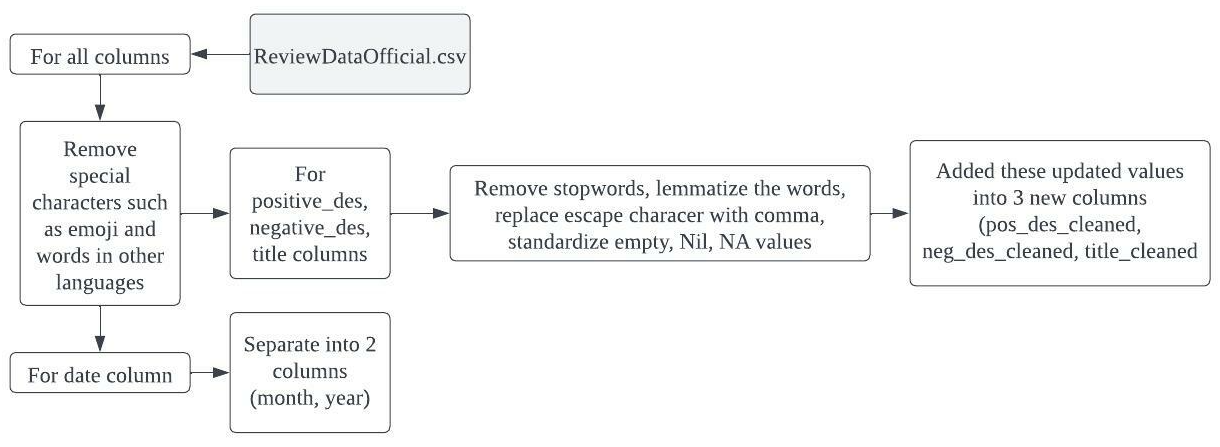 For all columns
ReviewDataOfficial.csv
Remove
special
characters such
as emoji and
words in other
languages
For
positive_des,
negative_des,
title columns
Remove stopwords, lemmatize the words,
replace escape characer with comma,
standardize empty, Nil, NA values
Added these updated values
into 3 new columns
(pos_des_cleaned,
neg_des_cleaned, title_cleaned
For date column
Separate into 2
columns
(month, year)